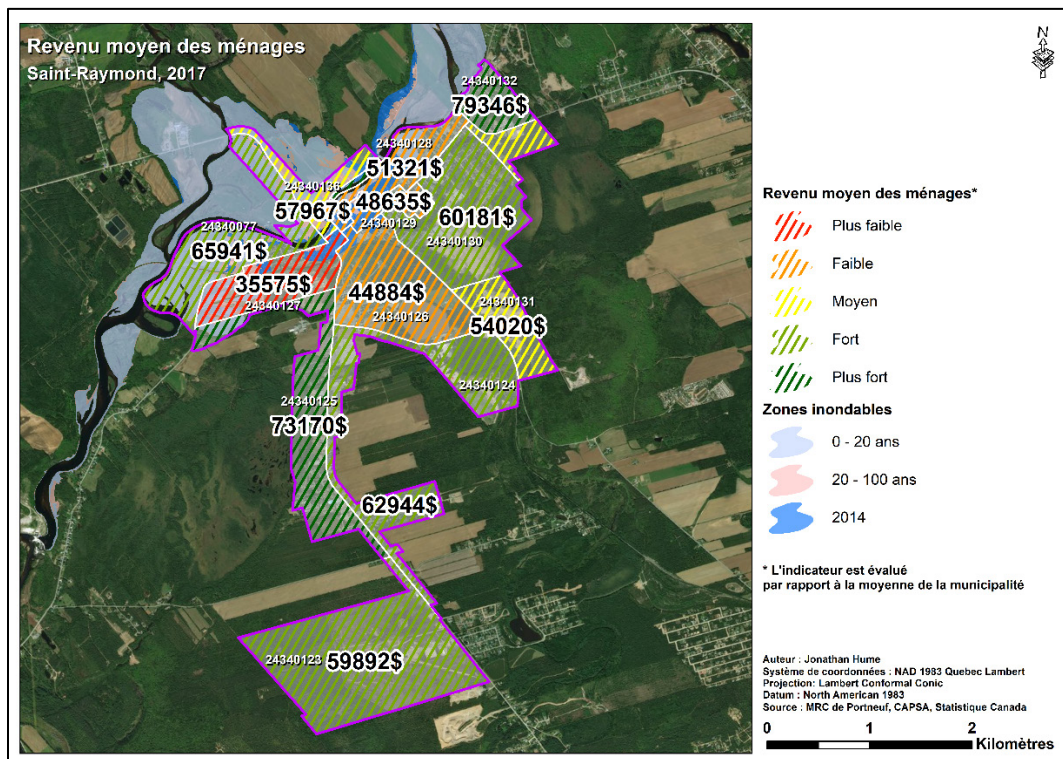 Revenu moyen des ménages
Saint-Raymond, 2017
N
24340132
79346$
24340128
51321$
24340136
48635$
57967$
24340129
60181$
24340077
24340130
65941$
35575$
24340127
44884$
24340131
24340126
54020$
24340124
24340125
73170$
62944$
24340123
59892$
Revenu moyen des ménages*
Plus faible
Faible
Moyen
Fort
Plus fort
Zones inondables
0 - 20 ans
20 - 100 ans
2014
* L'indicateur est évalué
par rapport à la moyenne de la municipalité
Auteur : Jonathan Hume
Système de coordonnées : NAD 1983 Quebec Lambert
Projection: Lambert Conformal Conic
Datum : North American 1983
Source : MRC de Portneuf, CAPSA, Statistique Canada
0 1 2
Kilomètres